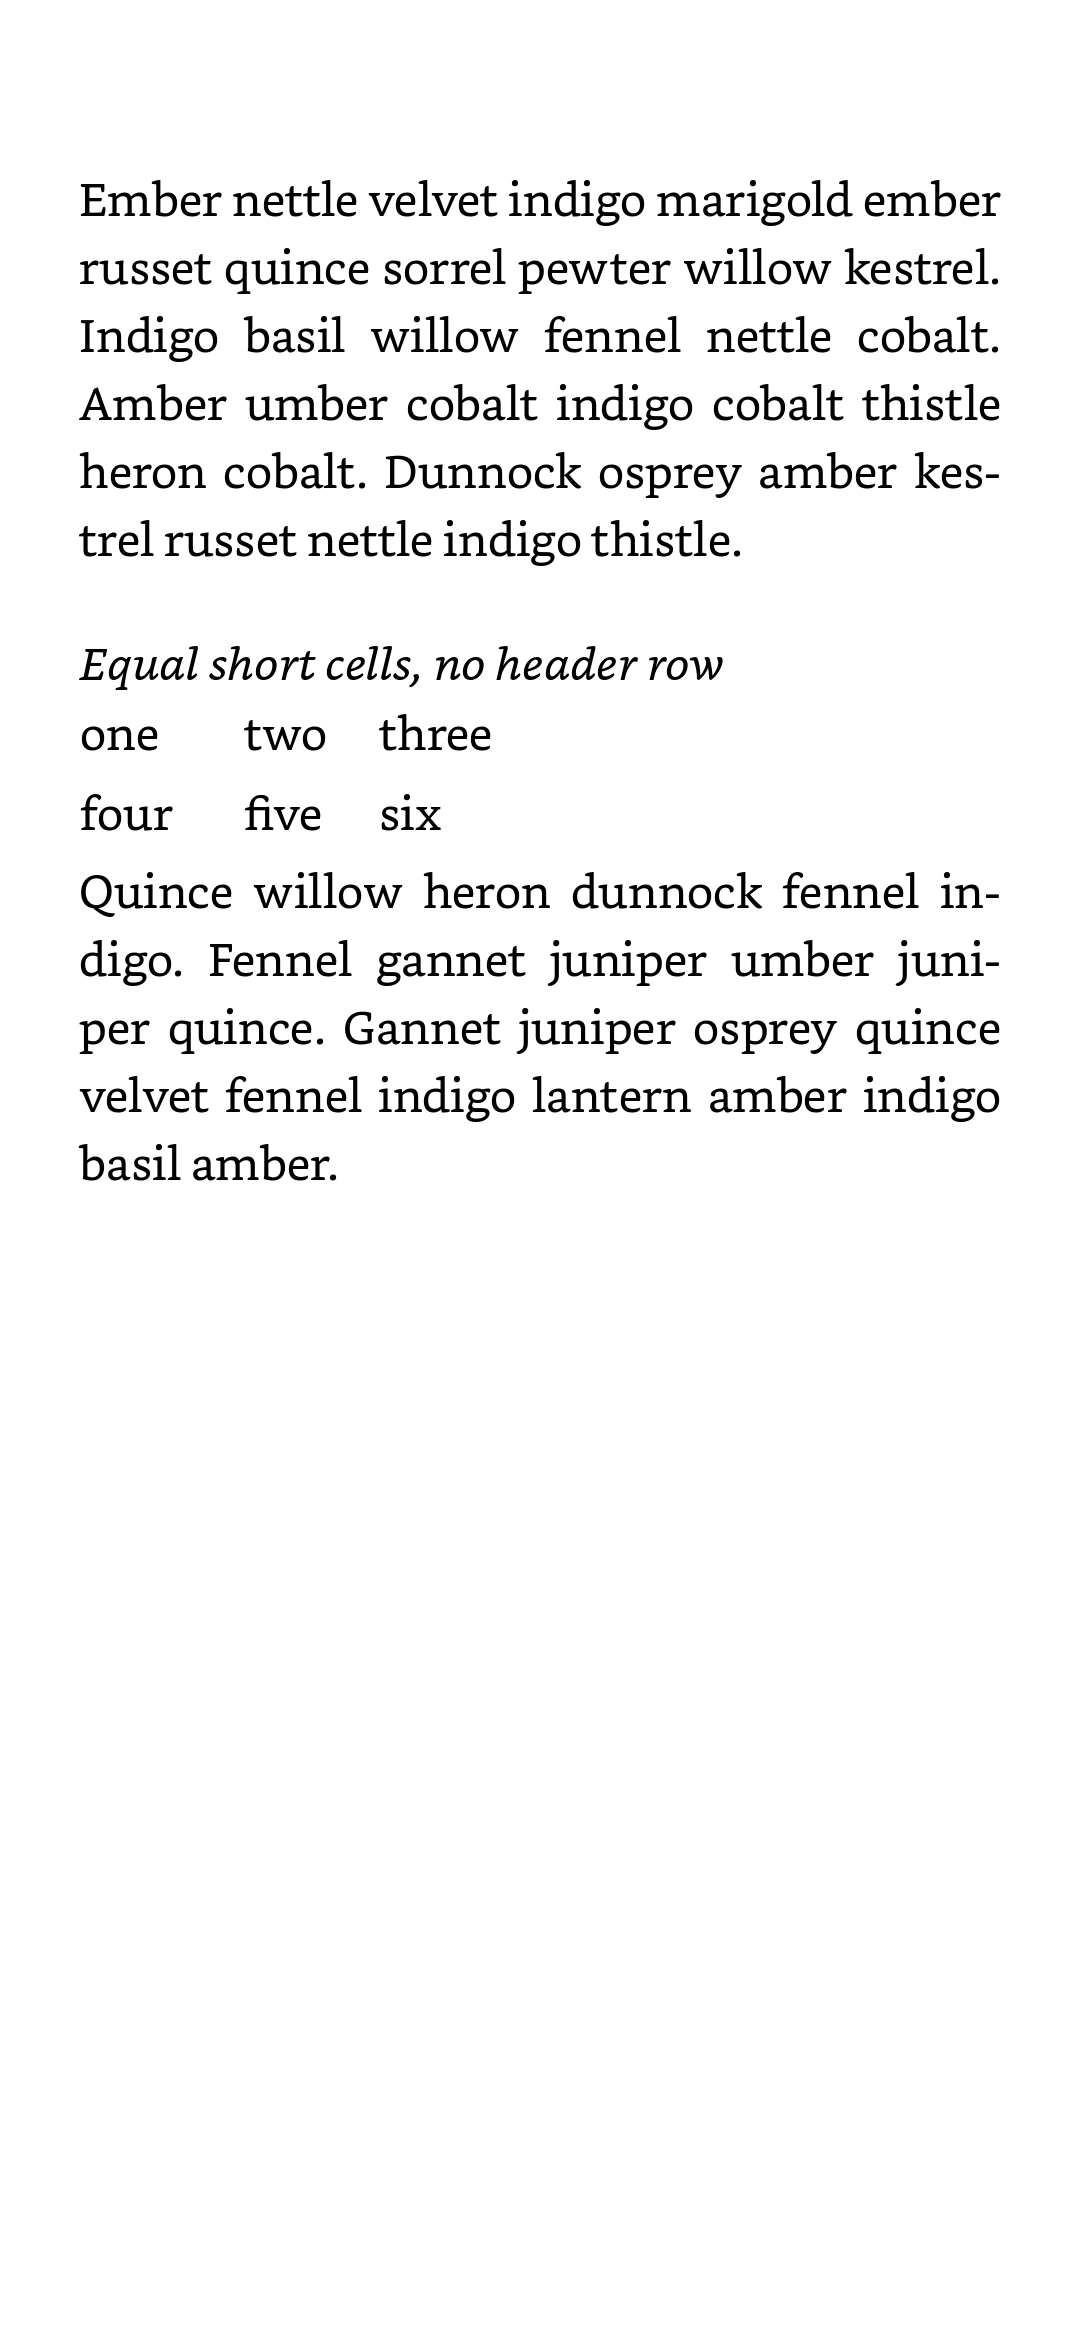 Ember nettle velvet indigo marigold ember
russet quince sorrel pewter willow kestrel.
Indigo basil willow fennel nettle cobalt.
Amber umber cobalt indigo cobalt thistle
heron cobalt. Dunnock osprey amber kes-
trel russet nettle indigo thistle.
Equal short cells, no header row
one two three
four five six
Quince willow heron dunnock fennel in-
digo. Fennel gannet juniper umber juni-
per quince. Gannet juniper osprey quince
velvet fennel indigo lantern amber indigo
basil amber.